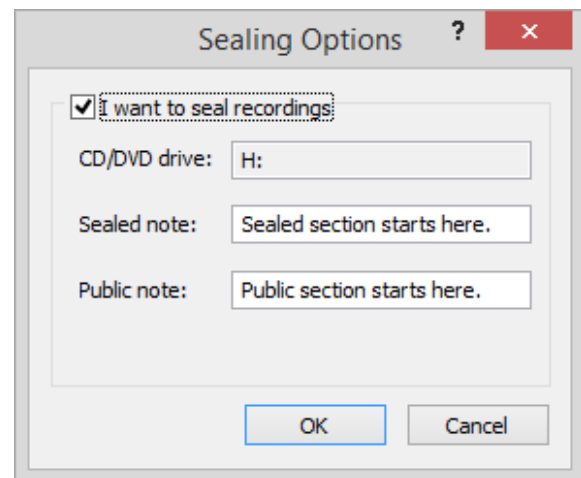 Sealing Options ? ×
I want to seal recordings
CD/DVD drive: H:
Sealed note: Sealed section starts here.
Public note: Public section starts here.
OK Cancel